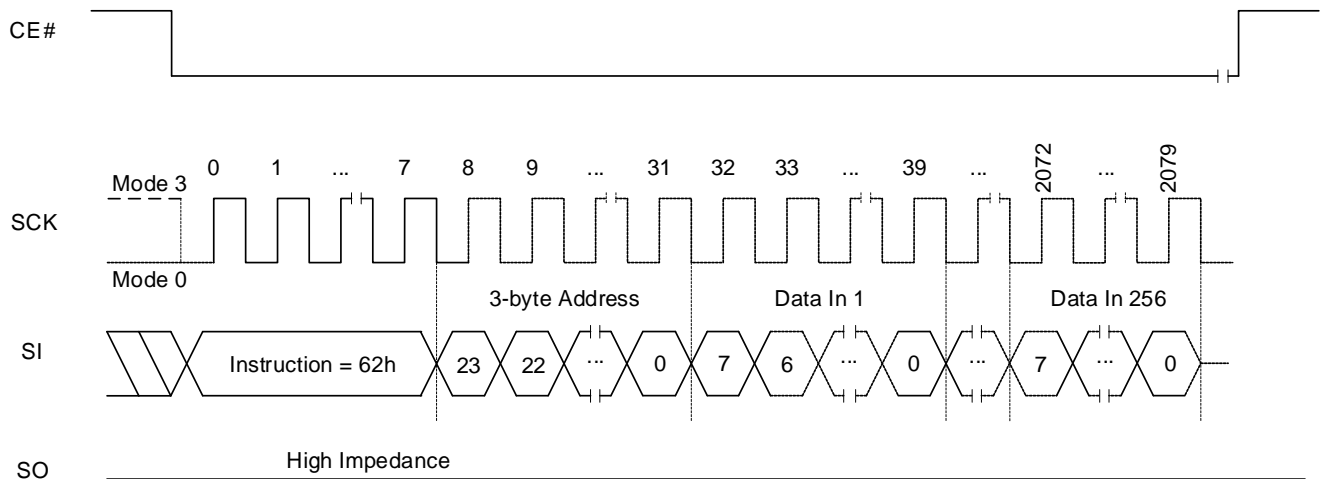 CE#
0 1 ... 7 8 9 ... 31 32 33 ... 39 ... 2072 ... 2079
Mode 3
SCK
Mode 0
3-byte Address Data In 1 Data In 256
SI
Instruction = 62h 23 22 ... 0 7 6 ... 0 ... 7 ... 0
High Impedance
SO